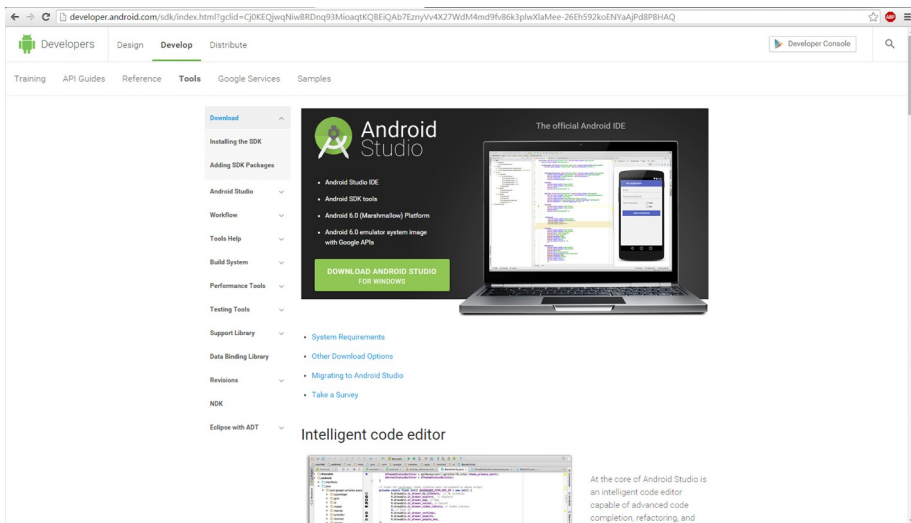 developer.android.com/sdk/index.html?gclid=Cj0KEQjwqNiwBRDnq93MioaqtKQBEiQAb7EznyVv4X27WdM4md9fv86k3plwXlaMee-26Eh592koENYaAjPd8P8HAQ
ABP
Developers
Design
Develop
Distribute
Developer Console
Training
API Guides
Reference
Tools
Google Services
Samples
Download
Installing the SDK
Adding SDK Packages
Android Studio
Workflow
Tools Help
Build System
Performance Tools
Testing Tools
Support Library
Data Binding Library
Revisions
NDK
Eclipse with ADT
Android
Studio
The official Android IDE
• Android Studio IDE
• Android SDK tools
• Android 6.0 (Marshmallow) Platform
• Android 6.0 emulator system image
with Google APIs
DOWNLOAD ANDROID STUDIO
FOR WINDOWS
• System Requirements
• Other Download Options
• Migrating to Android Studio
• Take a Survey
Intelligent code editor
At the core of Android Studio is
an intelligent code editor
capable of advanced code
completion, refactoring, and